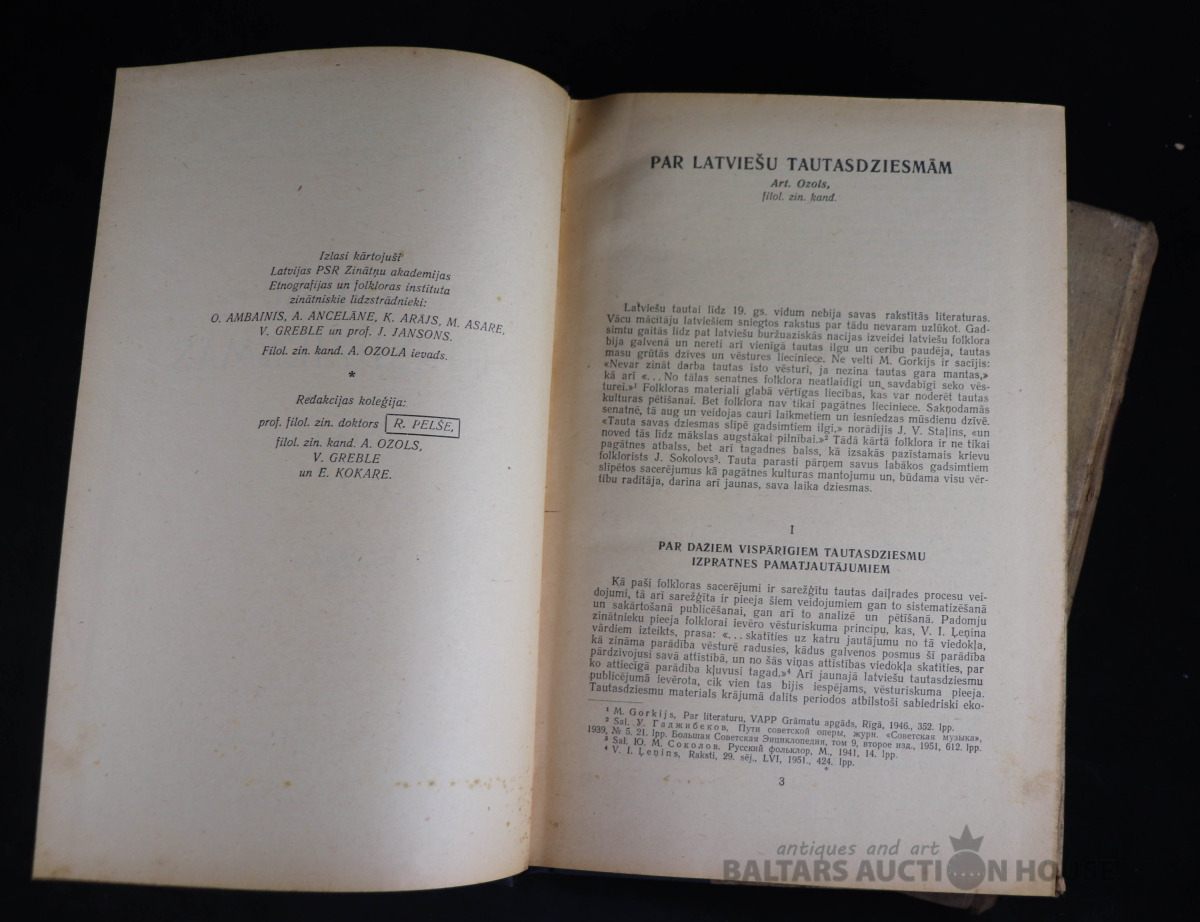 Izlasi kārtojuši
Latvijas PSR Zinātņu akademijas
Etnografijas un folkloras instituta
zinātniskie līdzstrādnieki:
O. AMBAINIS, A. ANCELĀNE, K. ARĀJS, M. ASARE,
V. GREBLE un prof. J. JANSONS.
Filol. zin. kand. A. OZOLA ievads.
*
Redakcijas koleģija:
prof. filol. zin. doktors R. PELŠE,
filol. zin. kand. A. OZOLS,
V. GREBLE
un E. KOKARE.
PAR LATVIEŠU TAUTASDZIESMĀM
Art. Ozols,
filol. zin. kand.
Latviešu tautai līdz 19. gs. vidum nebija savas rakstītās literaturas.
Vācu mācītāju latviešiem sniegtos rakstus par tādu nevaram uzlūkot. Gad-
simtu gaitās līdz pat latviešu buržuaziskās nacijas izveidei latviešu folklora
bija galvenā un nereti arī vienīgā tautas ilgu un cerību paudēja, tautas
masu grūtās dzīves un vēstures lieciniece. Ne velti M. Gorkijs ir sacījis:
«Nevar zināt darba tautas īsto vēsturi, ja nezina tautas gara mantas,»
kā arī «... No tālas senatnes folklora neatlaidīgi un savdabīgi seko vēs-
turei.»¹ Folkloras materiali glabā vērtīgas liecības, kas var noderēt tautas
kulturas pētīšanai. Bet folklora nav tikai pagātnes lieciniece. Sakņodamās
senatnē, tā aug un veidojas cauri laikmetiem un iesniedzas mūsdienu dzīvē.
«Tauta savas dziesmas slīpē gadsimtiem ilgi,» norādījis J. V. Staļins, «un
noved tās līdz mākslas augstākai pilnībai.»² Tādā kārtā folklora ir ne tikai
pagātnes atbalss, bet arī tagadnes balss, kā izsakās pazīstamais krievu
folklorists J. Sokolovs³. Tauta parasti pārņem savus labākos gadsimtiem
slīpētos sacerējumus kā pagātnes kulturas mantojumu un, būdama visu vēr-
tību radītāja, darina arī jaunas, sava laika dziesmas.
I
PAR DAŽIEM VISPĀRĪGIEM TAUTASDZIESMU
IZPRATNES PAMATJAUTĀJUMIEM
Kā paši folkloras sacerējumi ir sarežģītu tautas daiļrades procesu vei-
dojumi, tā arī sarežģīta ir pieeja šiem veidojumiem gan to sistematizēšanā
un sakārtošanā publicēšanai, gan arī to analizē un pētīšanā. Padomju
zinātnieku pieeja folklorai ievēro vēsturiskuma principu, kas, V. I. Ļeņina
vārdiem izteikts, prasa: «... skatīties uz katru jautājumu no tā viedokļa,
kā zināma parādība vēsturē radusies, kādus galvenos posmus šī parādība
pārdzīvojusi savā attīstībā, un no šās viņas attīstības viedokļa skatīties, par
ko attiecīgā parādība kļuvusi tagad.»⁴ Arī jaunajā latviešu tautasdziesmu
publicējumā ievērota, cik vien tas bijis iespējams, vēsturiskuma pieeja.
Tautasdziesmu materials krājumā dalīts periodos atbilstoši sabiedriski eko-
¹ M. Gorkijs, Par literaturu, VAPP Grāmatu apgāds, Rīgā, 1946., 352. lpp.
² Sal. У. Гаджибеков, Пути советской оперы, журн. «Советская музыка»,
1939, № 5. 21. lpp. Большая Советская Энциклопедия, том 9, второе изд., 1951, 612. lpp.
³ Sal. Ю. М. Соколов. Русский фольклор, М., 1941, 14. lpp.
⁴ V. I. Ļeņins, Raksti, 29. sēj., LVI, 1951., 424. lpp.
3
antiques and art
BALTARS AUCTION HOUSE